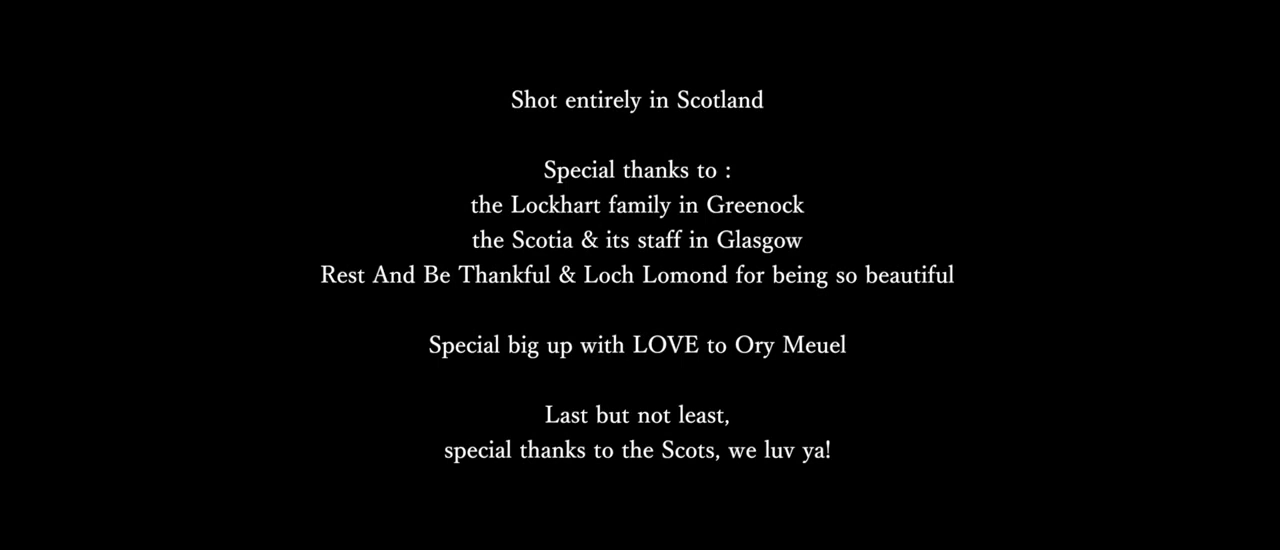 Shot entirely in Scotland
Special thanks to :
the Lockhart family in Greenock
the Scotia & its staff in Glasgow
Rest And Be Thankful & Loch Lomond for being so beautiful
Special big up with LOVE to Ory Meuel
Last but not least,
special thanks to the Scots, we luv ya!